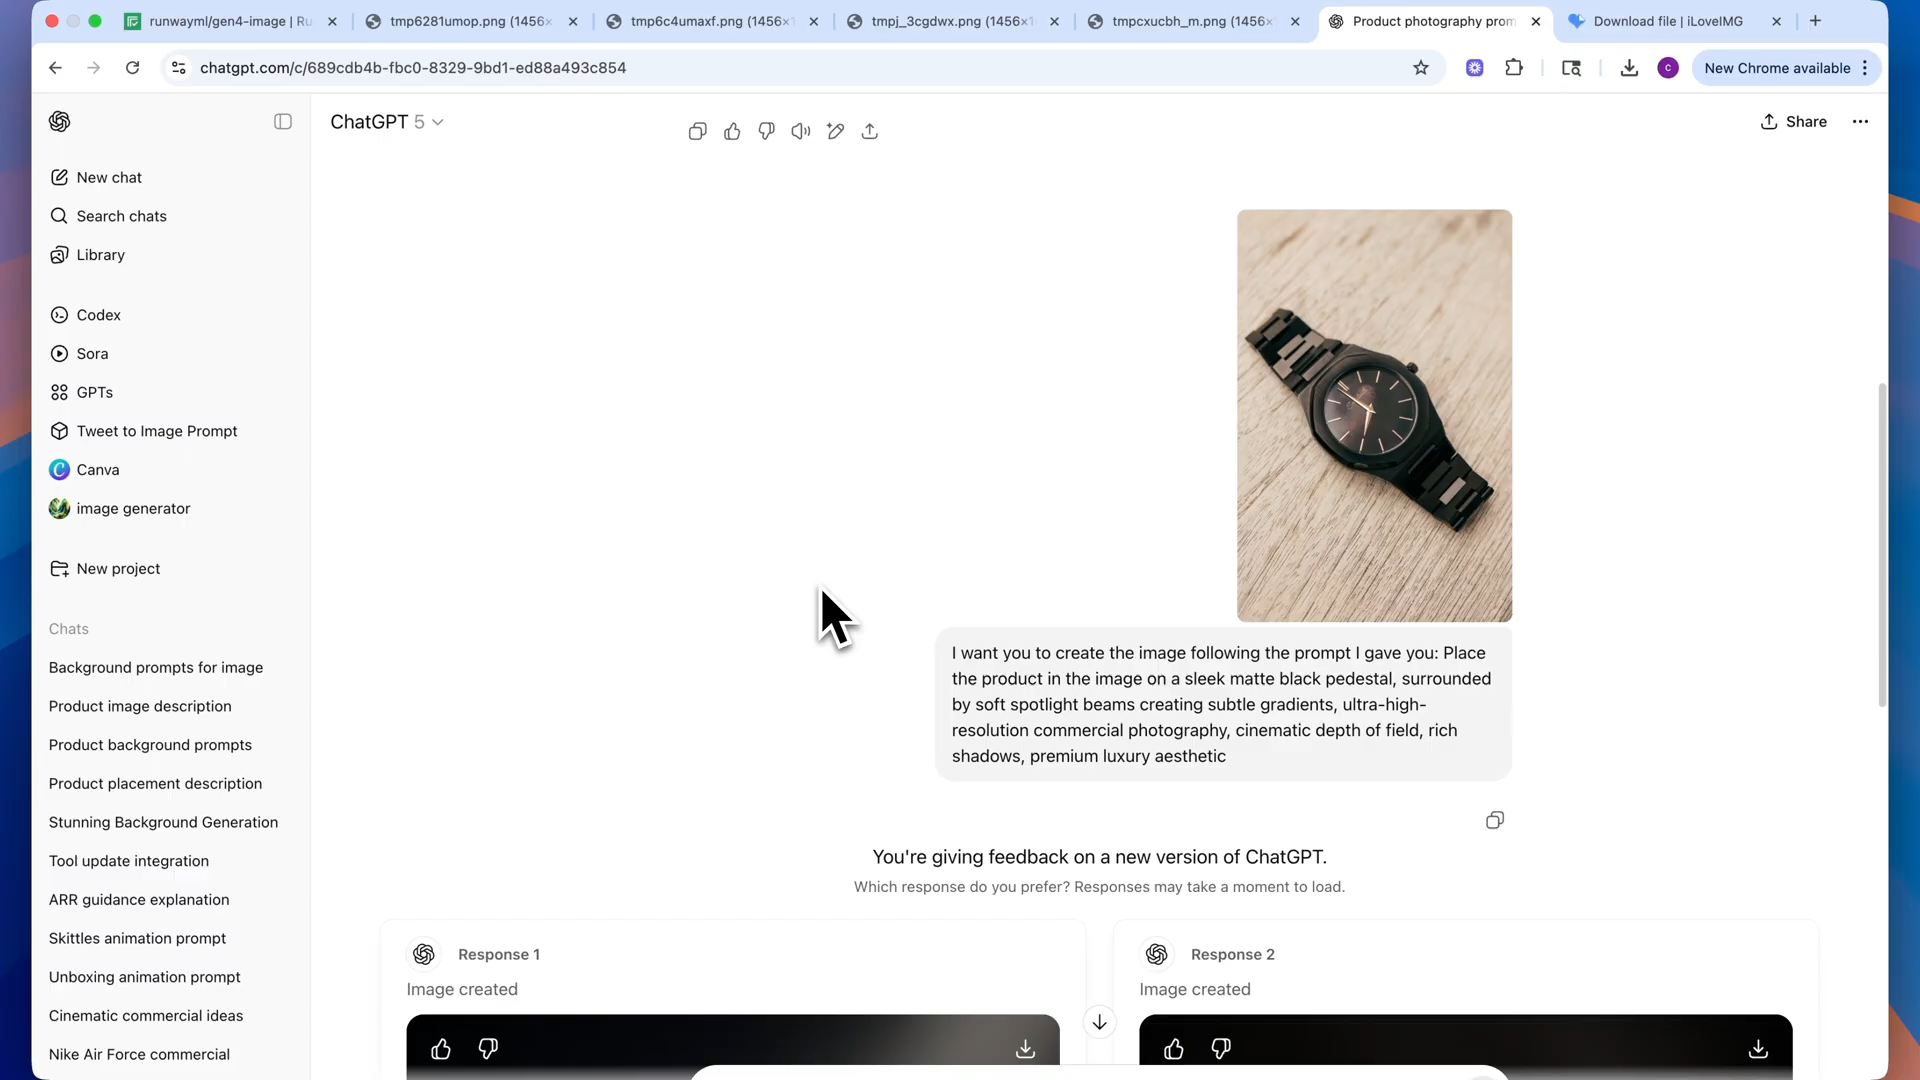 runwayml/gen4-image | Ru
tmp6281umop.png (1456×
tmp6c4umaxf.png (1456×1
tmpj_3cgdwx.png (1456×1
tmpcxucbh_m.png (1456×
Product photography prom
Download file | iLoveIMG
chatgpt.com/c/689cdb4b-fbc0-8329-9bd1-ed88a493c854
C
New Chrome available
ChatGPT 5
Share
New chat
Search chats
Library
Codex
Sora
GPTs
Tweet to Image Prompt
Canva
image generator
New project
Chats
Background prompts for image
Product image description
Product background prompts
Product placement description
Stunning Background Generation
Tool update integration
ARR guidance explanation
Skittles animation prompt
Unboxing animation prompt
Cinematic commercial ideas
Nike Air Force commercial
I want you to create the image following the prompt I gave you: Place
the product in the image on a sleek matte black pedestal, surrounded
by soft spotlight beams creating subtle gradients, ultra-high-
resolution commercial photography, cinematic depth of field, rich
shadows, premium luxury aesthetic
You're giving feedback on a new version of ChatGPT.
Which response do you prefer? Responses may take a moment to load.
Response 1
Image created
Response 2
Image created